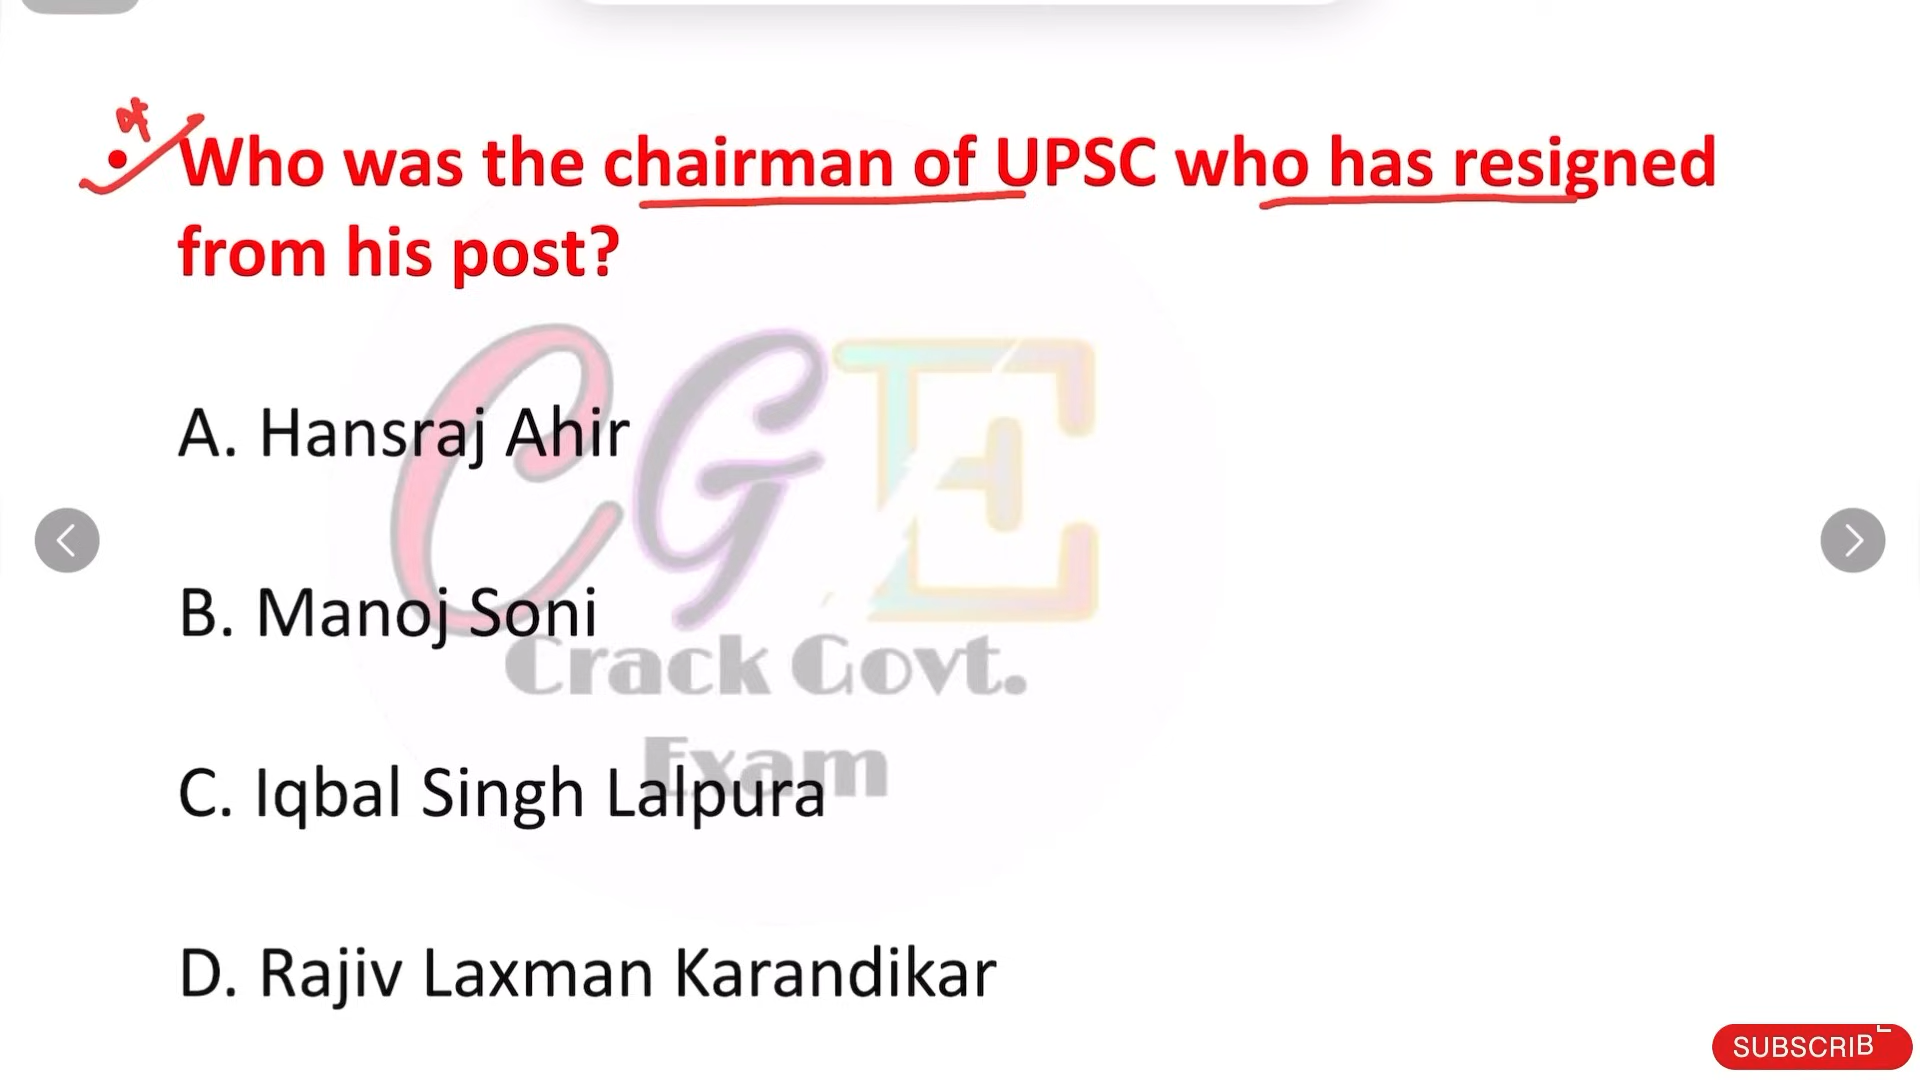 Who was the chairman of UPSC who has resigned
from his post?
A. Hansraj Ahir
B. Manoj Soni
C. Iqbal Singh Lalpura
D. Rajiv Laxman Karandikar
CGE
Crack Govt.
Exam
SUBSCRIB